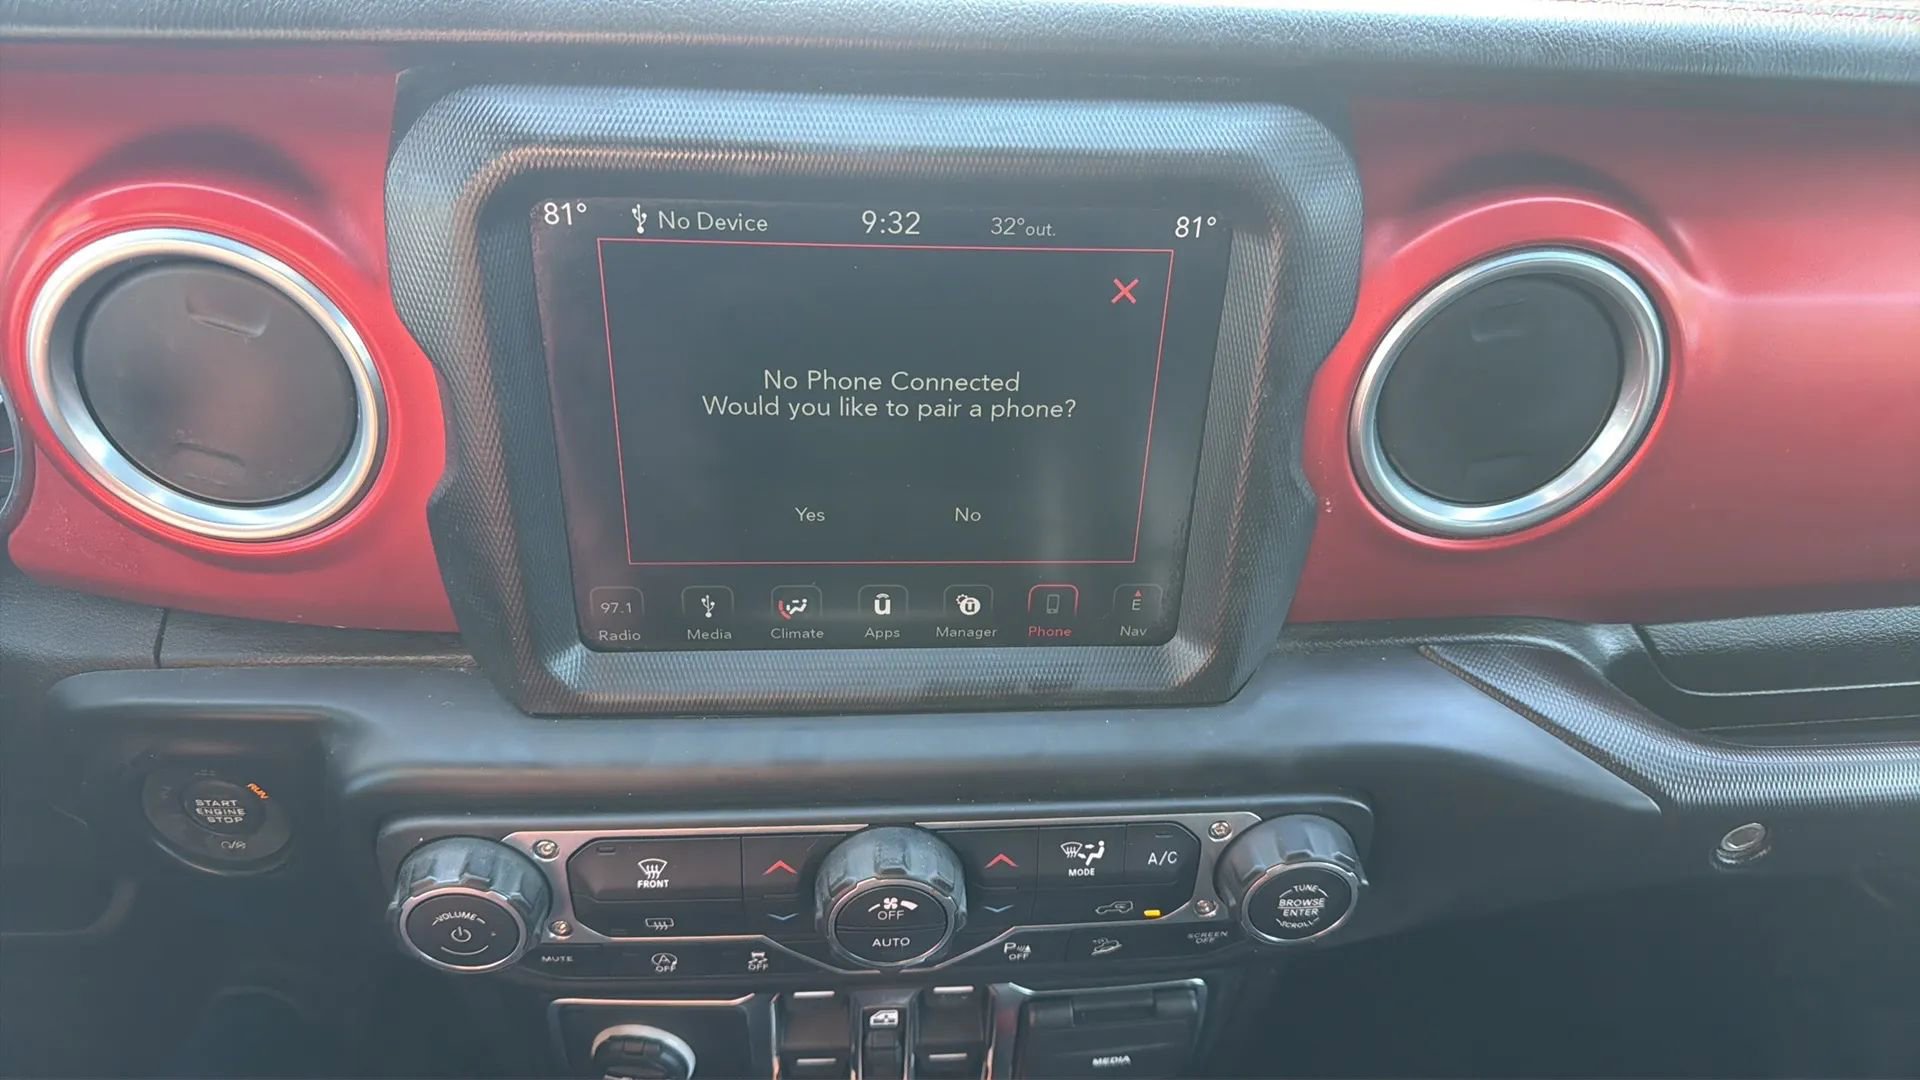 81° No Device 9:32 32°out. 81°
No Phone Connected
Would you like to pair a phone?
Yes No
97.1 E
Radio Media Climate Apps Manager Phone Nav
START
ENGINE
STOP
RUN
FRONT
MODE
A/C
VOLUME
OFF
AUTO
TUNE
BROWSE
ENTER
SCROLL
MUTE
A
OFF
OFF
OFF
SCREEN
OFF
MEDIA